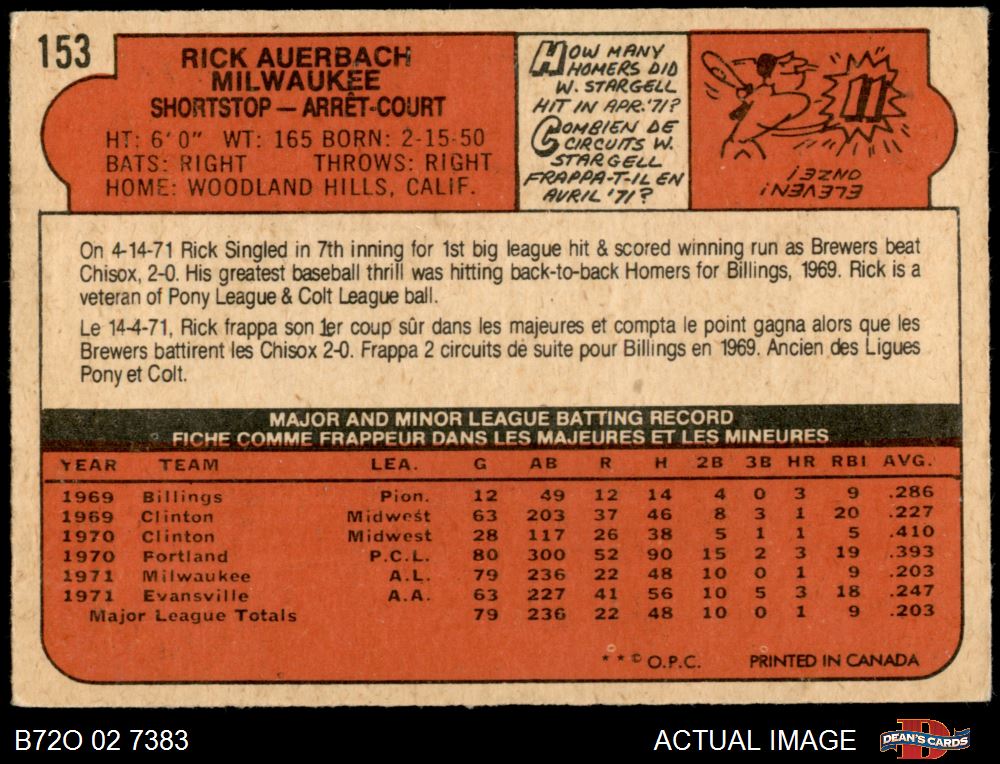 153
RICK AUERBACH
MILWAUKEE
SHORTSTOP — ARRÊT-COURT
HT: 6'0" WT: 165 BORN: 2-15-50
BATS: RIGHT THROWS: RIGHT
HOME: WOODLAND HILLS, CALIF.
HOW MANY
HOMERS DID
W. STARGELL
HIT IN APR. '71?
COMBIEN DE
CIRCUITS W.
STARGELL
FRAPPA-T-IL EN
AVRIL '71?
11
ELEVEN!
ONZE!
On 4-14-71 Rick Singled in 7th inning for 1st big league hit & scored winning run as Brewers beat
Chisox, 2-0. His greatest baseball thrill was hitting back-to-back Homers for Billings, 1969. Rick is a
veteran of Pony League & Colt League ball.
Le 14-4-71, Rick frappa son 1er coup sûr dans les majeures et compta le point gagna alors que les
Brewers battirent les Chisox 2-0. Frappa 2 circuits de suite pour Billings en 1969. Ancien des Ligues
Pony et Colt.
MAJOR AND MINOR LEAGUE BATTING RECORD
FICHE COMME FRAPPEUR DANS LES MAJEURES ET LES MINEURES
YEAR TEAM LEA. G AB R H 2B 3B HR RBI AVG.
1969 Billings Pion. 12 49 12 14 4 0 3 9 .286
1969 Clinton Midwest 63 203 37 46 8 3 1 20 .227
1970 Clinton Midwest 28 117 26 38 5 1 1 5 .410
1970 Portland P.C.L. 80 300 52 90 15 2 3 19 .393
1971 Milwaukee A.L. 79 236 22 48 10 0 1 9 .203
1971 Evansville A.A. 63 227 41 56 10 5 3 18 .247
Major League Totals 79 236 22 48 10 0 1 9 .203
* * © O.P.C. PRINTED IN CANADA
B72O 02 7383
ACTUAL IMAGE
D
DEAN'S CARDS